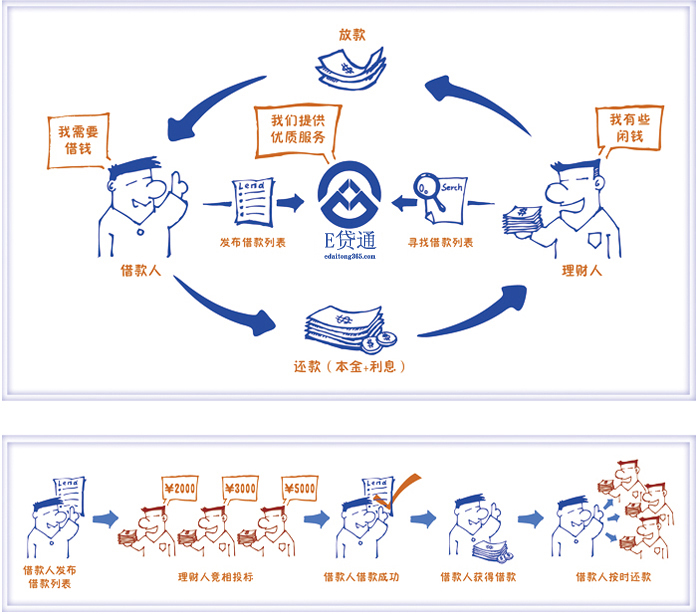 放款
我需要
借钱
我们提供
优质服务
我有些
闲钱
Lend
Serch
E贷通
edaitong365.com
发布借款列表
寻找借款列表
借款人
理财人
还款（本金+利息）
Lend
¥2000
¥3000
¥5000
Lend
借款人发布
借款列表
理财人竞相投标
借款人借款成功
借款人获得借款
借款人按时还款